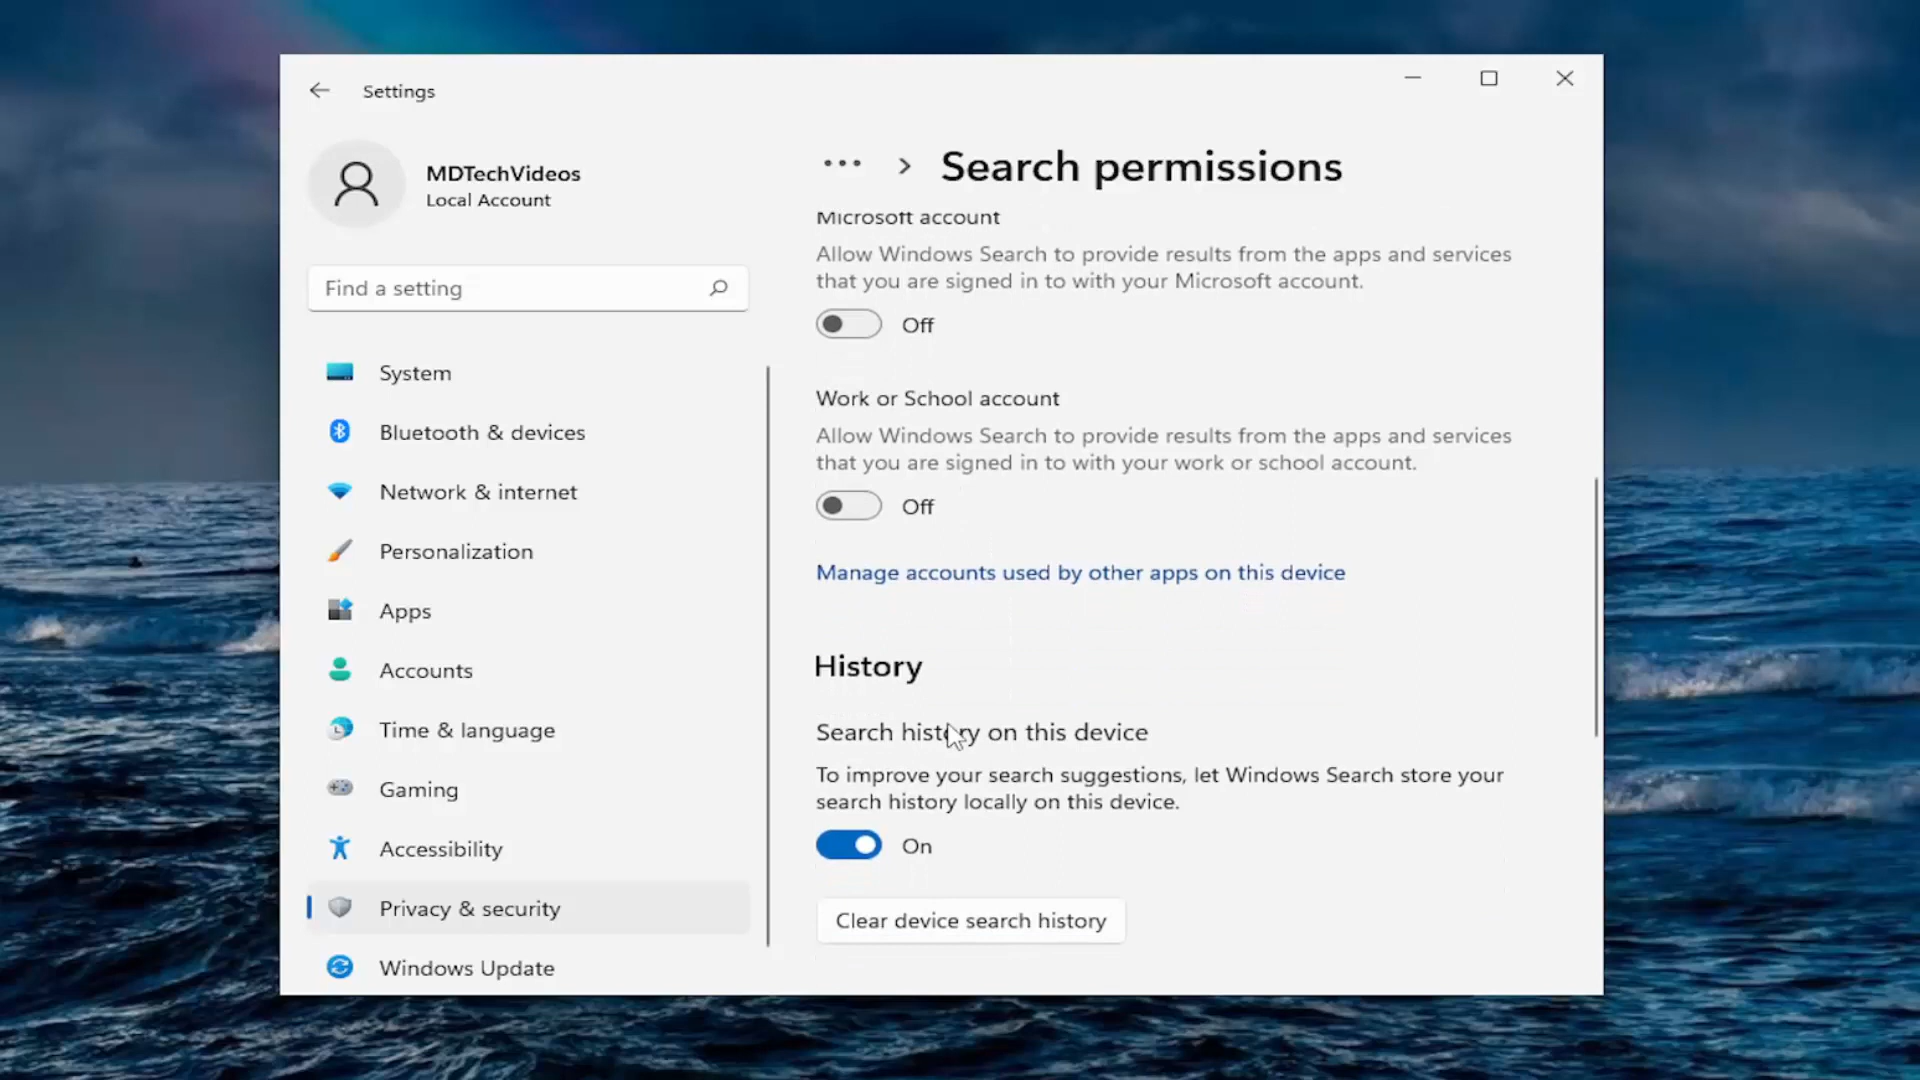 Settings
MDTechVideos
Local Account
Find a setting
System
Bluetooth & devices
Network & internet
Personalization
Apps
Accounts
Time & language
Gaming
Accessibility
Privacy & security
Windows Update
Search permissions
Microsoft account
Allow Windows Search to provide results from the apps and services
that you are signed in to with your Microsoft account.
Off
Work or School account
Allow Windows Search to provide results from the apps and services
that you are signed in to with your work or school account.
Off
Manage accounts used by other apps on this device
History
Search history on this device
To improve your search suggestions, let Windows Search store your
search history locally on this device.
On
Clear device search history